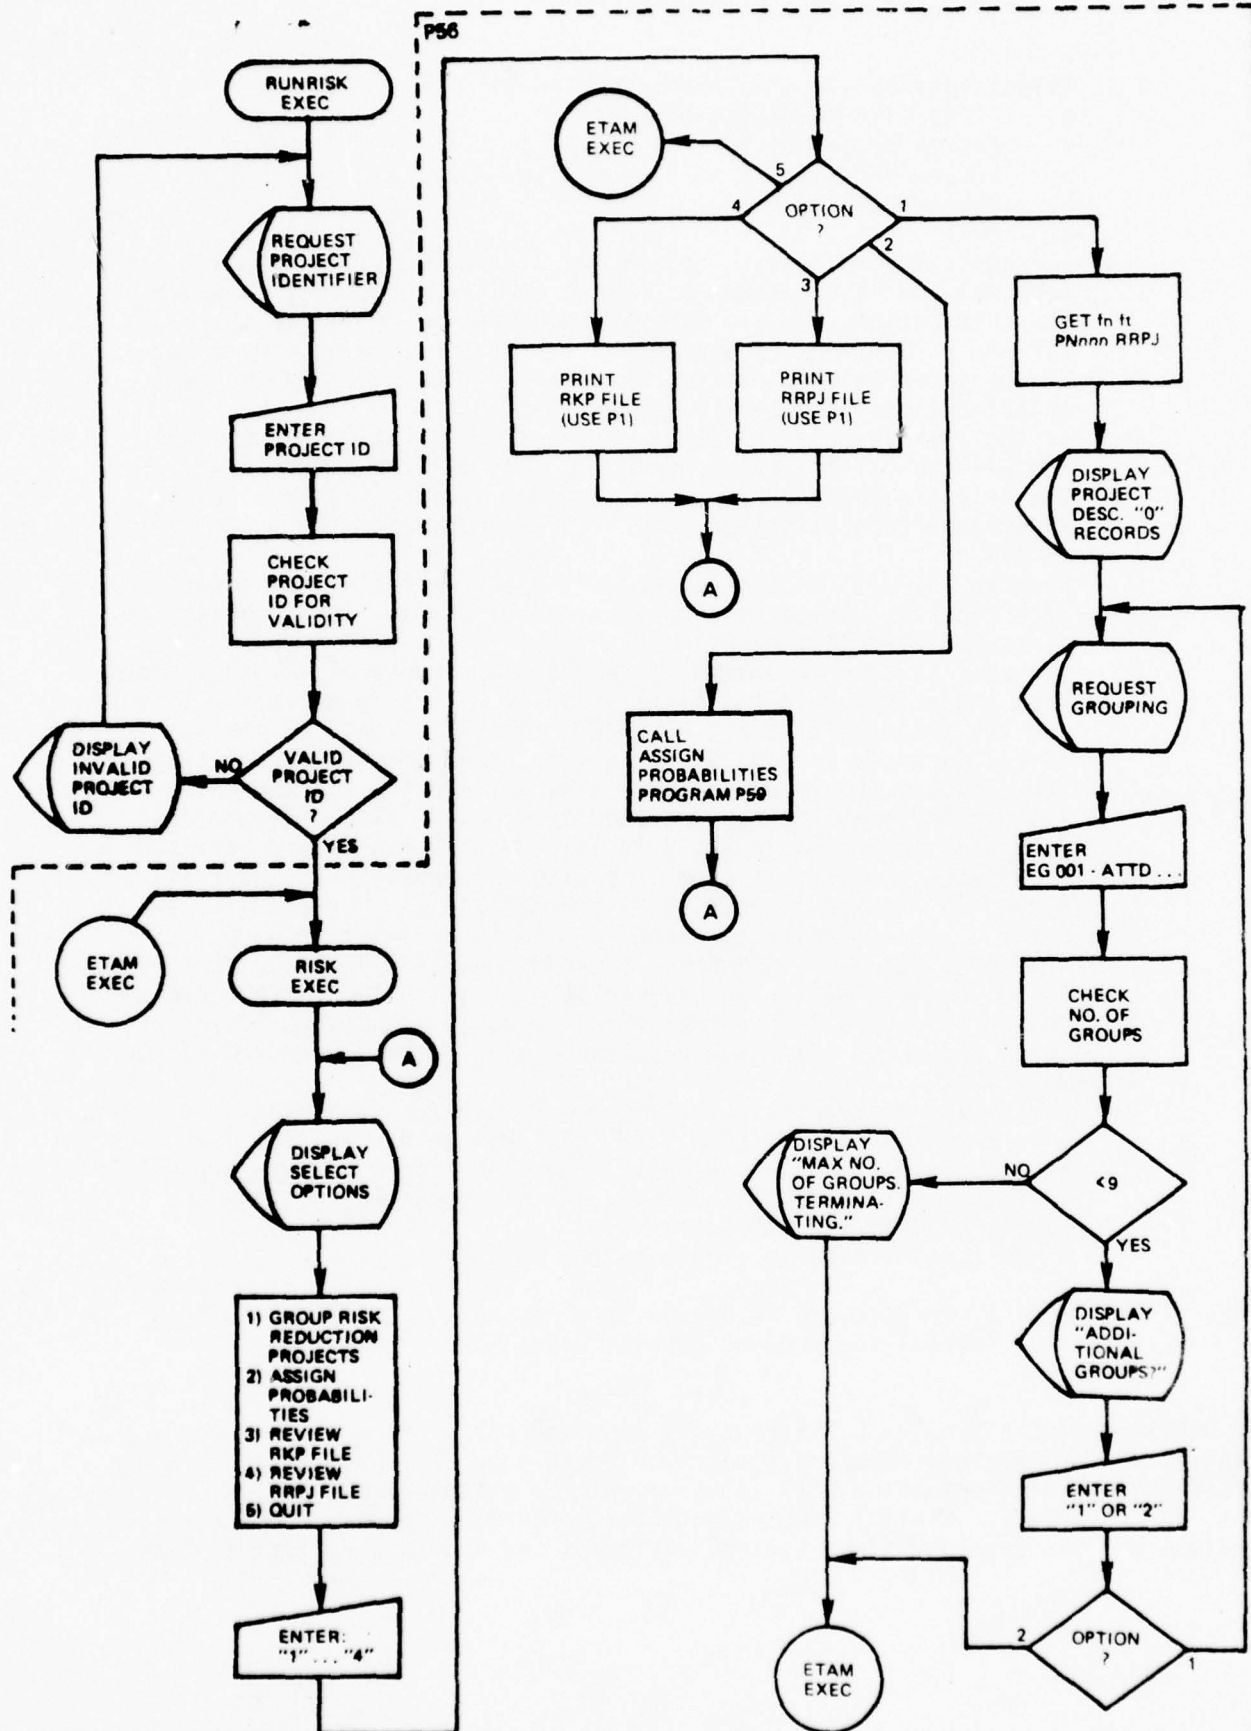 P56
RUNRISK
EXEC
REQUEST
PROJECT
IDENTIFIER
ENTER
PROJECT ID
CHECK
PROJECT
ID FOR
VALIDITY
VALID
PROJECT
ID
?
NO
DISPLAY
INVALID
PROJECT
ID
YES
ETAM
EXEC
RISK
EXEC
A
DISPLAY
SELECT
OPTIONS
1) GROUP RISK
REDUCTION
PROJECTS
2) ASSIGN
PROBABILI-
TIES
3) REVIEW
RKP FILE
4) REVIEW
RRPJ FILE
5) QUIT
ENTER:
"1" ... "4"
ETAM
EXEC
OPTION
?
5
4
1
2
3
PRINT
RKP FILE
(USE P1)
PRINT
RRPJ FILE
(USE P1)
A
CALL
ASSIGN
PROBABILITIES
PROGRAM P59
A
GET fn ft
PNnnn RRPJ
DISPLAY
PROJECT
DESC. "0"
RECORDS
REQUEST
GROUPING
ENTER
EG 001 - ATTD ...
CHECK
NO. OF
GROUPS
<9
NO
DISPLAY
"MAX NO.
OF GROUPS.
TERMINA-
TING."
YES
DISPLAY
"ADDI-
TIONAL
GROUPS?"
ENTER
"1" OR "2"
OPTION
?
2
1
ETAM
EXEC